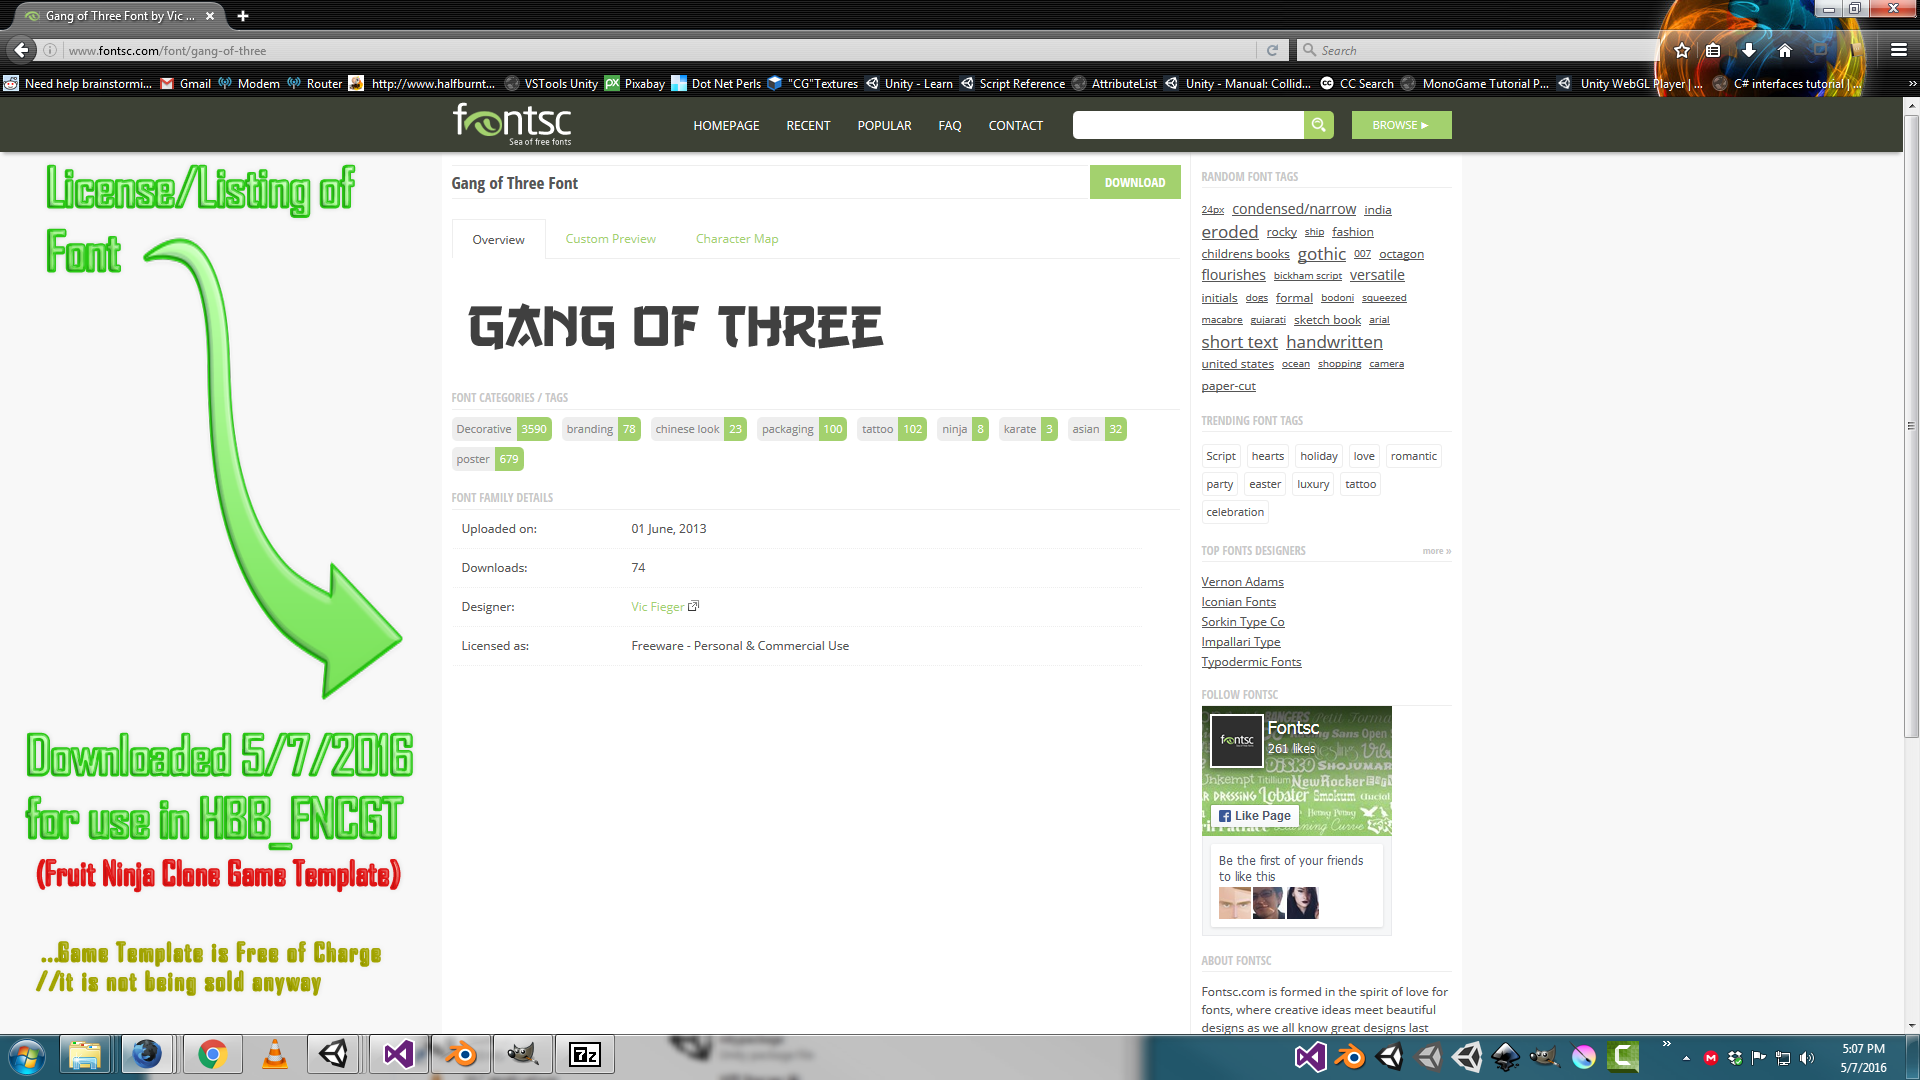 Gang of Three Font by Vic ...
www.fontsc.com/font/gang-of-three
Search
Need help brainstormi...
Gmail
Modem
Router
http://www.halfburnt...
VSTools Unity
Pixabay
Dot Net Perls
"CG"Textures
Unity - Learn
Script Reference
AttributeList
Unity - Manual: Collid...
CC Search
MonoGame Tutorial P...
Unity WebGL Player | ...
C# interfaces tutorial | ...
fontsc
Sea of free fonts
HOMEPAGE RECENT POPULAR FAQ CONTACT
BROWSE ►
License/Listing of
Font
Downloaded 5/7/2016
for use in HBB_FNCGT
(Fruit Ninja Clone Game Template)
...Game Template is Free of Charge
//it is not being sold anyway
Gang of Three Font
DOWNLOAD
Overview Custom Preview Character Map
GANG OF THREE
FONT CATEGORIES / TAGS
Decorative 3590 branding 78 chinese look 23 packaging 100 tattoo 102 ninja 8 karate 3 asian 32
poster 679
FONT FAMILY DETAILS
Uploaded on: 01 June, 2013
Downloads: 74
Designer: Vic Fieger
Licensed as: Freeware - Personal & Commercial Use
RANDOM FONT TAGS
24px condensed/narrow india
eroded rocky ship fashion
childrens books gothic 007 octagon
flourishes bickham script versatile
initials dogs formal bodoni squeezed
macabre gujarati sketch book arial
short text handwritten
united states ocean shopping camera
paper-cut
TRENDING FONT TAGS
Script hearts holiday love romantic
party easter luxury tattoo
celebration
TOP FONTS DESIGNERS more »
Vernon Adams
Iconian Fonts
Sorkin Type Co
Impallari Type
Typodermic Fonts
FOLLOW FONTSC
fontsc
Fontsc
261 likes
Like Page
Be the first of your friends
to like this
ABOUT FONTSC
Fontsc.com is formed in the spirit of love for
fonts, where creative ideas meet beautiful
designs as we all know great designs last
5:07 PM
5/7/2016